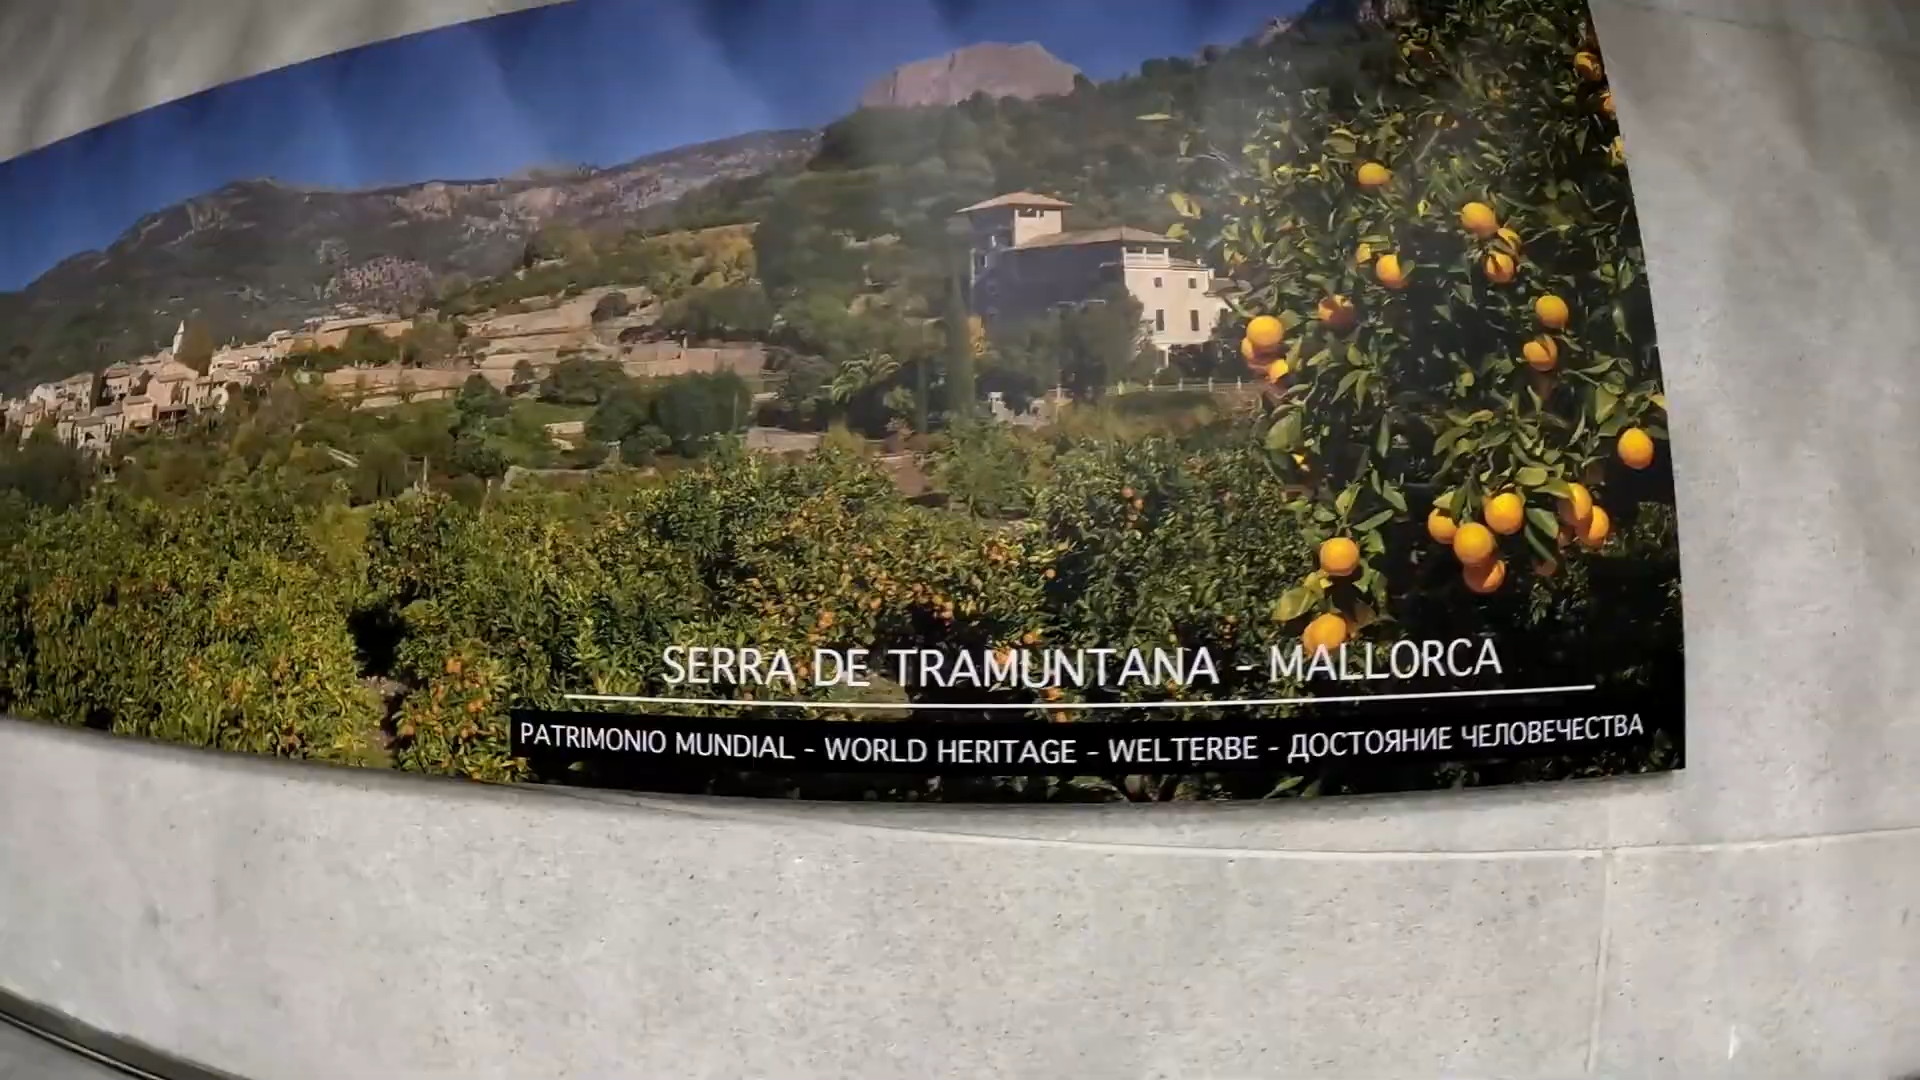 SERRA DE TRAMUNTANA - MALLORCA
PATRIMONIO MUNDIAL - WORLD HERITAGE - WELTERBE - ДОСТОЯНИЕ ЧЕЛОВЕЧЕСТВА